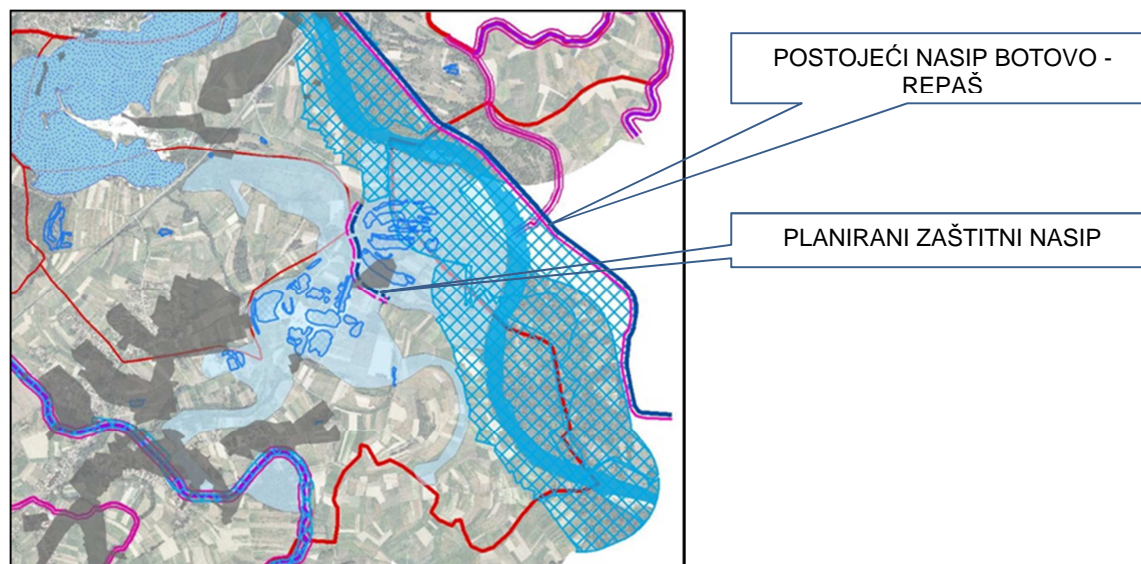 POSTOJEĆI NASIP BOTOVO -
REPAŠ
PLANIRANI ZAŠTITNI NASIP